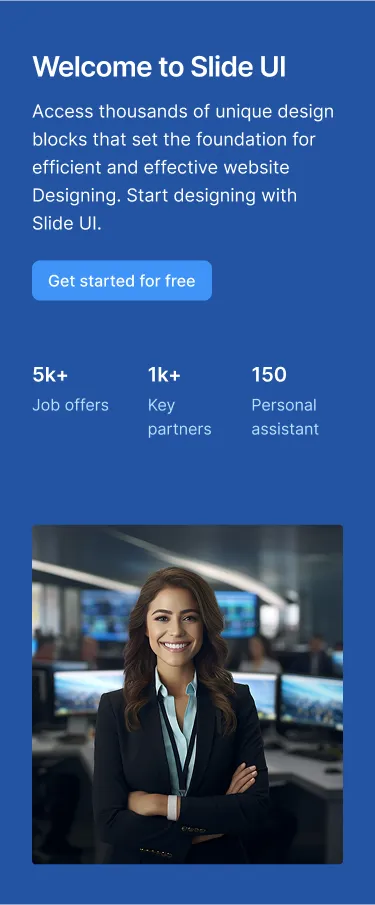 Welcome to Slide UI
Access thousands of unique design
blocks that set the foundation for
efficient and effective website
Designing. Start designing with
Slide UI.
Get started for free
5k+
Job offers
1k+
Key
partners
150
Personal
assistant